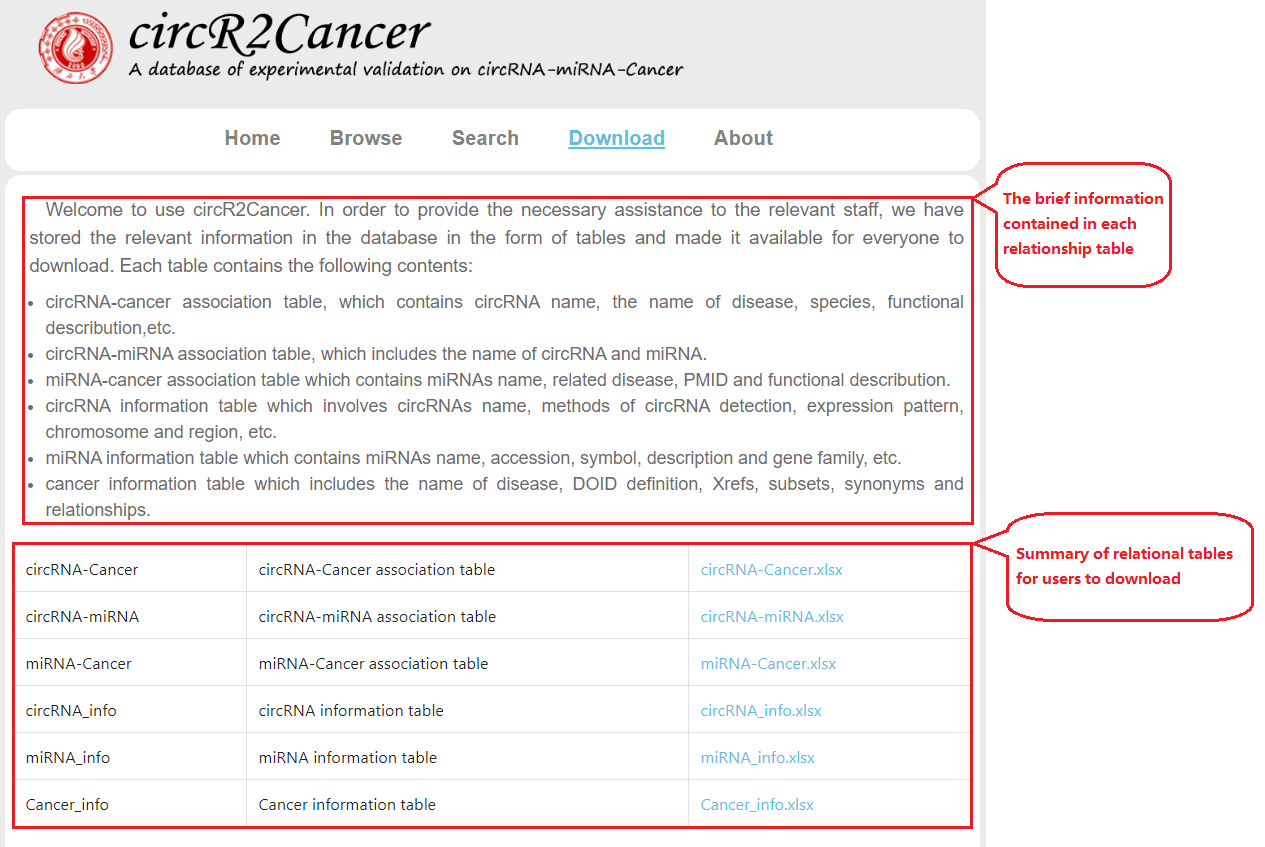 circR2Cancer
A database of experimental validation on circRNA-miRNA-Cancer
Home Browse Search Download About
Welcome to use circR2Cancer. In order to provide the necessary assistance to the relevant staff, we have
stored the relevant information in the database in the form of tables and made it available for everyone to
download. Each table contains the following contents:
• circRNA-cancer association table, which contains circRNA name, the name of disease, species, functional
describution,etc.
• circRNA-miRNA association table, which includes the name of circRNA and miRNA.
• miRNA-cancer association table which contains miRNAs name, related disease, PMID and functional describution.
• circRNA information table which involves circRNAs name, methods of circRNA detection, expression pattern,
chromosome and region, etc.
• miRNA information table which contains miRNAs name, accession, symbol, description and gene family, etc.
• cancer information table which includes the name of disease, DOID definition, Xrefs, subsets, synonyms and
relationships.
The brief information
contained in each
relationship table
circRNA-Cancer circRNA-Cancer association table circRNA-Cancer.xlsx
circRNA-miRNA circRNA-miRNA association table circRNA-miRNA.xlsx
miRNA-Cancer miRNA-Cancer association table miRNA-Cancer.xlsx
circRNA_info circRNA information table circRNA_info.xlsx
miRNA_info miRNA information table miRNA_info.xlsx
Cancer_info Cancer information table Cancer_info.xlsx
Summary of relational tables
for users to download